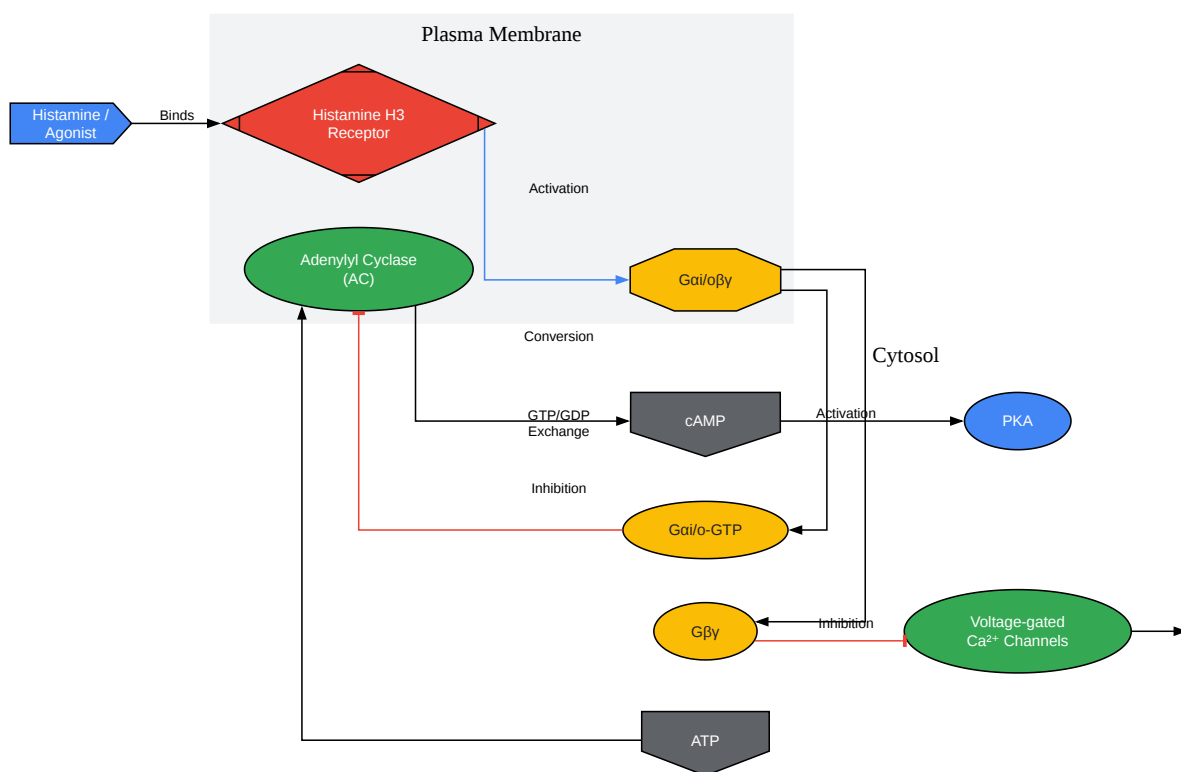 Plasma Membrane
Histamine /
Agonist
Binds
Histamine H3
Receptor
Activation
Adenylyl Cyclase
(AC)
Gαi/oβγ
Conversion
Cytosol
GTP/GDP
Exchange
cAMP
Activation
PKA
Inhibition
Gαi/o-GTP
Gβγ
Inhibition
Voltage-gated
Ca²⁺ Channels
ATP